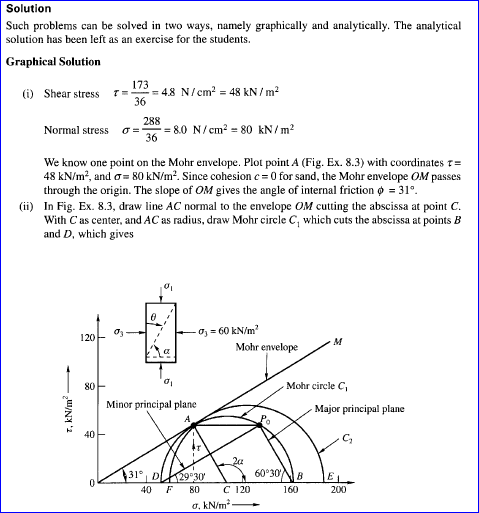 Solution
Such problems can be solved in two ways, namely graphically and analytically. The analytical
solution has been left as an exercise for the students.
Graphical Solution
(i) Shear stress τ = 173/36 = 4.8 N/cm² = 48 kN/m²
Normal stress σ = 288/36 = 8.0 N/cm² = 80 kN/m²
We know one point on the Mohr envelope. Plot point A (Fig. Ex. 8.3) with coordinates τ =
48 kN/m², and σ = 80 kN/m². Since cohesion c = 0 for sand, the Mohr envelope OM passes
through the origin. The slope of OM gives the angle of internal friction φ = 31°.
(ii) In Fig. Ex. 8.3, draw line AC normal to the envelope OM cutting the abscissa at point C.
With C as center, and AC as radius, draw Mohr circle C₁ which cuts the abscissa at points B
and D, which gives
σ₁
θ
σ₃
σ₃ = 60 kN/m²
α
σ₁
120
Mohr envelope
M
80
Mohr circle C₁
Minor principal plane
Major principal plane
τ, kN/m²
A
P₀
40
C₂
τ
2α
31°
29°30'
60°30'
0
D
B
E
40
F
80
C
120
160
200
σ, kN/m²